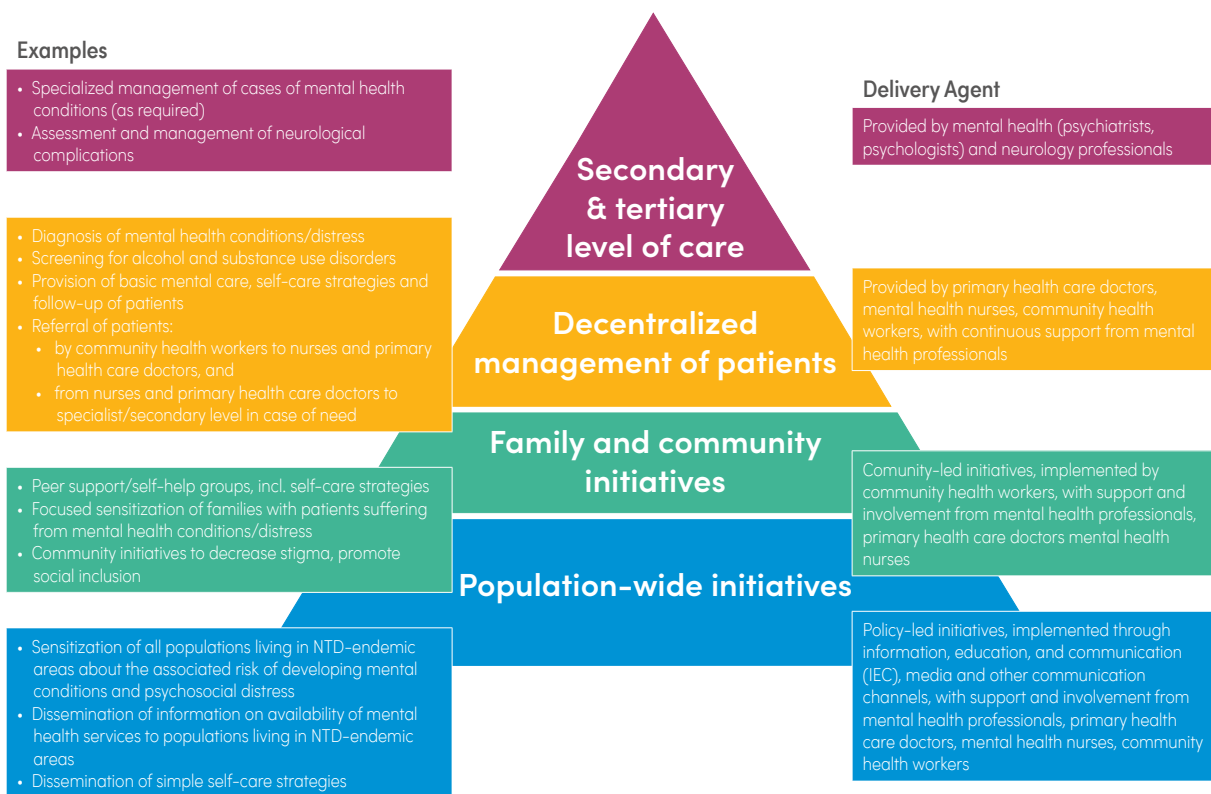 Examples
• Specialized management of cases of mental health
conditions (as required)
• Assessment and management of neurological
complications
• Diagnosis of mental health conditions/distress
• Screening for alcohol and substance use disorders
• Provision of basic mental care, self-care strategies and
follow-up of patients
• Referral of patients:
• by community health workers to nurses and primary
health care doctors, and
• from nurses and primary health care doctors to
specialist/secondary level in case of need
• Peer support/self-help groups, incl. self-care strategies
• Focused sensitization of families with patients suffering
from mental health conditions/distress
• Community initiatives to decrease stigma, promote
social inclusion
• Sensitization of all populations living in NTD-endemic
areas about the associated risk of developing mental
conditions and psychosocial distress
• Dissemination of information on availability of mental
health services to populations living in NTD-endemic
areas
• Dissemination of simple self-care strategies
Secondary
& tertiary
level of care
Decentralized
management of patients
Family and community
initiatives
Population-wide initiatives
Delivery Agent
Provided by mental health (psychiatrists,
psychologists) and neurology professionals
Provided by primary health care doctors,
mental health nurses, community health
workers, with continuous support from mental
health professionals
Comunity-led initiatives, implemented by
community health workers, with support and
involvement from mental health professionals,
primary health care doctors mental health
nurses
Policy-led initiatives, implemented through
information, education, and communication
(IEC), media and other communication
channels, with support and involvement from
mental health professionals, primary health
care doctors, mental health nurses, community
health workers